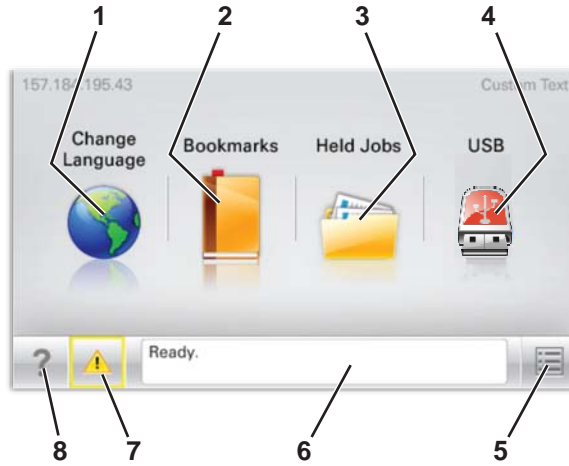 1 2 3 4
157.184.195.43 Custom Text
Change
Language
Bookmarks Held Jobs USB
?
Ready.
8 7 6 5